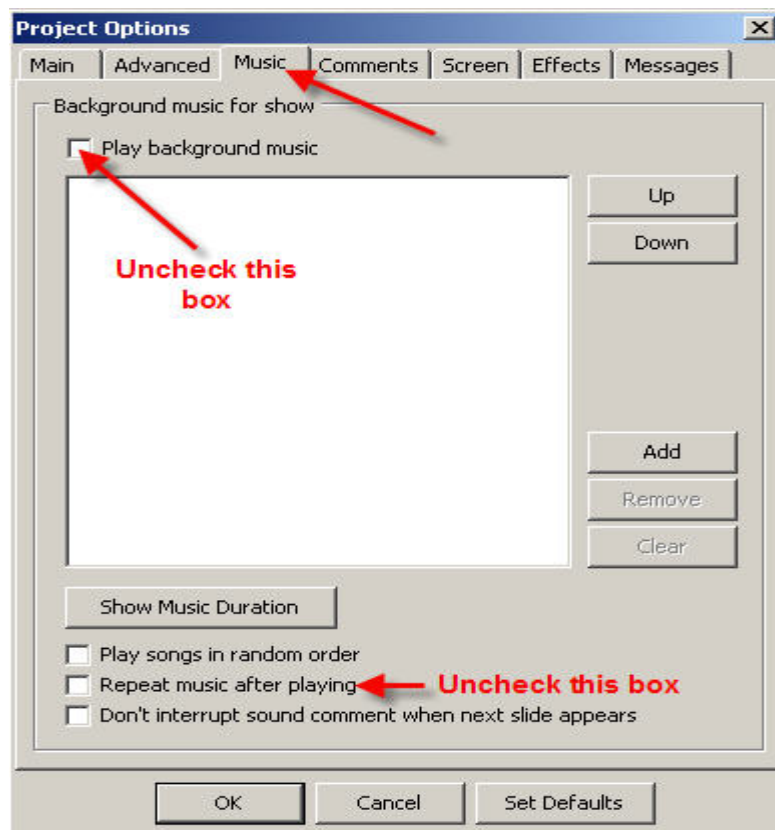 Project Options
Main Advanced Music Comments Screen Effects Messages
Background music for show
Play background music
Up
Down
Uncheck this
box
Add
Remove
Clear
Show Music Duration
Play songs in random order
Repeat music after playing Uncheck this box
Don't interrupt sound comment when next slide appears
OK Cancel Set Defaults